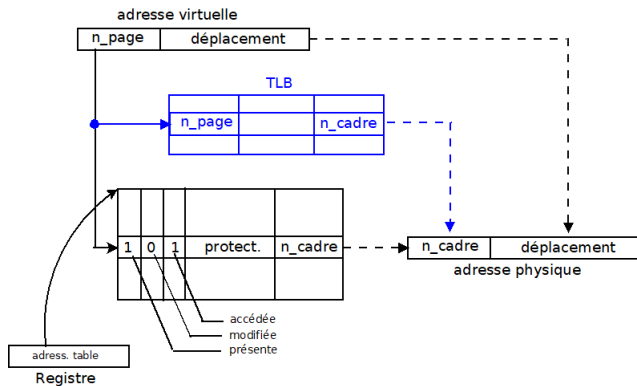 adresse virtuelle
n_page déplacement
TLB
n_page n_cadre
1 0 1 protect. n_cadre
n_cadre déplacement
adresse physique
accédée
modifiée
présente
adress. table
Registre